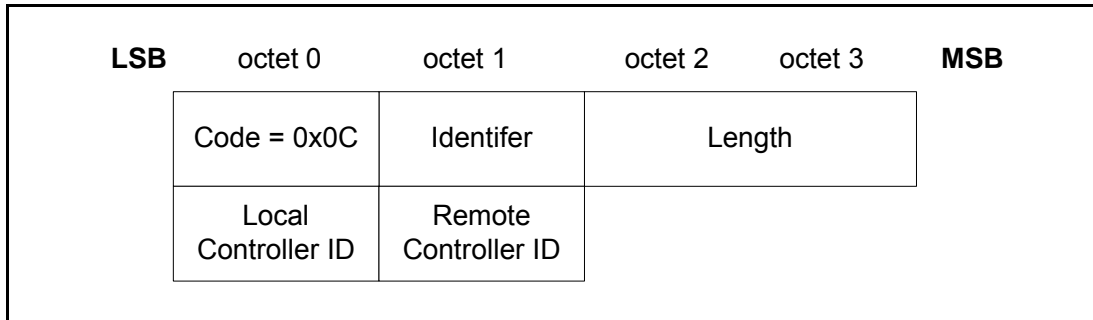 LSB octet 0 octet 1 octet 2 octet 3 MSB
Code = 0x0C Identifer Length
Local Controller ID Remote Controller ID